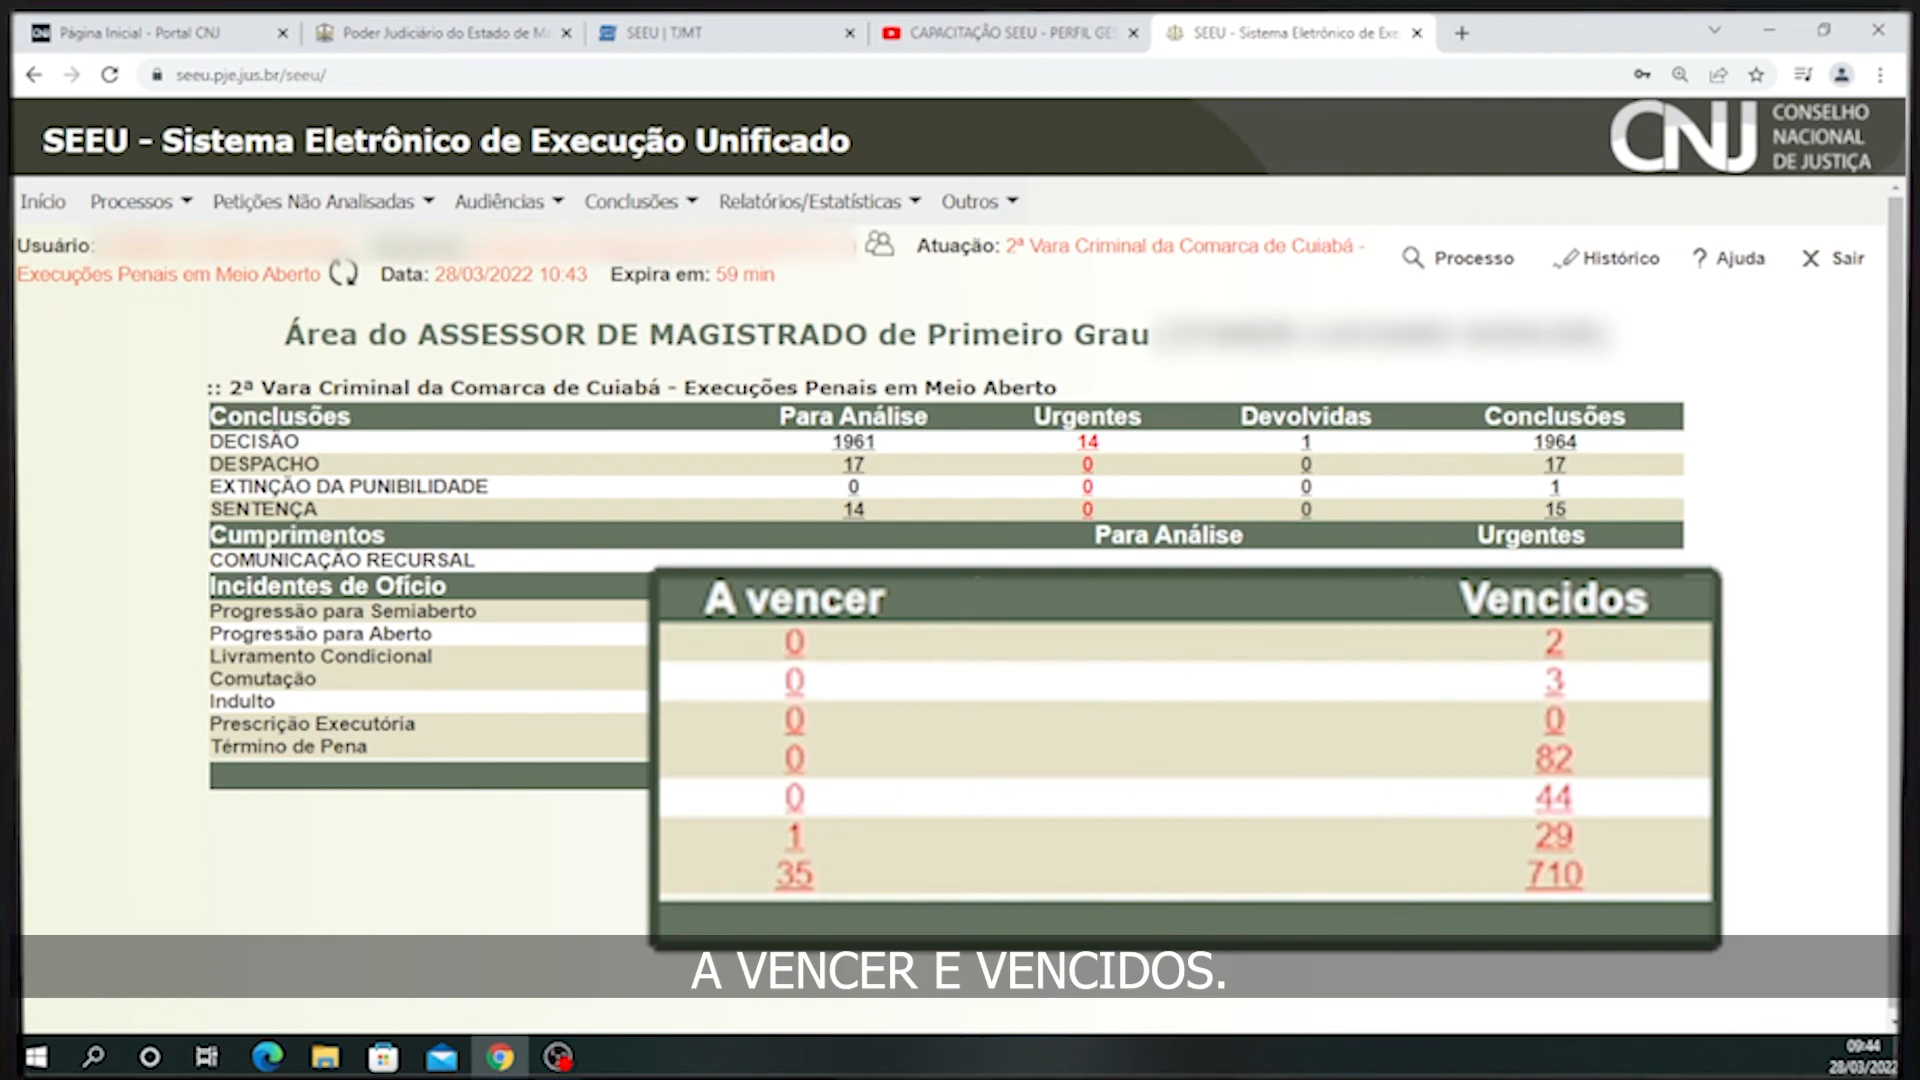 Página Inicial - Portal CNJ
Poder Judiciário do Estado de M
SEEU | TJMT
CAPACITAÇÃO SEEU - PERFIL GE
SEEU - Sistema Eletrônico de Exe
seeu.pje.jus.br/seeu/
SEEU - Sistema Eletrônico de Execução Unificado
CNJ
CONSELHO
NACIONAL
DE JUSTIÇA
Início Processos Petições Não Analisadas Audiências Conclusões Relatórios/Estatísticas Outros
Usuário: Atuação: 2ª Vara Criminal da Comarca de Cuiabá -
Execuções Penais em Meio Aberto Data: 28/03/2022 10:43 Expira em: 59 min
Processo Histórico Ajuda Sair
Área do ASSESSOR DE MAGISTRADO de Primeiro Grau
:: 2ª Vara Criminal da Comarca de Cuiabá - Execuções Penais em Meio Aberto
Conclusões Para Análise Urgentes Devolvidas Conclusões
DECISÃO 1961 14 1 1964
DESPACHO 17 0 0 17
EXTINÇÃO DA PUNIBILIDADE 0 0 0 1
SENTENÇA 14 0 0 15
Cumprimentos Para Análise Urgentes
COMUNICAÇÃO RECURSAL
Incidentes de Ofício A vencer Vencidos
Progressão para Semiaberto 0 2
Progressão para Aberto 0 3
Livramento Condicional 0 0
Comutação 0 82
Indulto 0 44
Prescrição Executória 1 29
Término de Pena 35 710
A VENCER E VENCIDOS.
09:44
28/03/2022